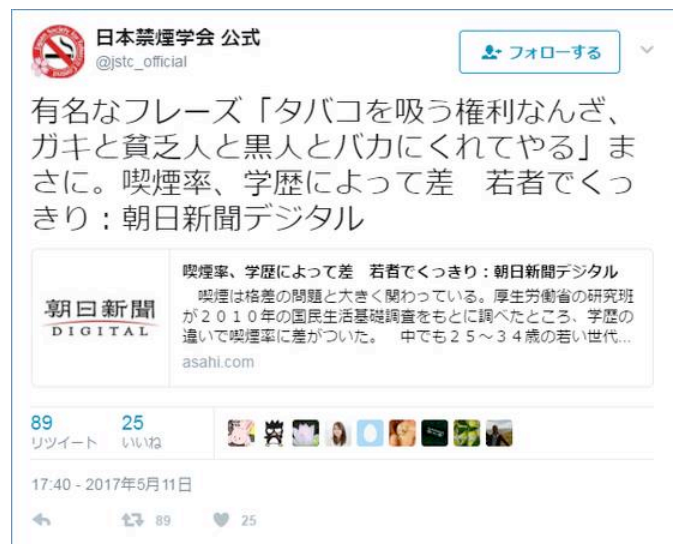 日本禁煙学会 公式
@jstc_official
フォローする
有名なフレーズ「タバコを吸う権利なんざ、
ガキと貧乏人と黒人とバカにくれてやる」ま
さに。喫煙率、学歴によって差　若者でくっ
きり：朝日新聞デジタル
朝日新聞
DIGITAL
喫煙率、学歴によって差　若者でくっきり：朝日新聞デジタル
喫煙は格差の問題と大きく関わっている。厚生労働省の研究班
が２０１０年の国民生活基礎調査をもとに調べたところ、学歴の
違いで喫煙率に差がついた。　中でも２５〜３４歳の若い世代...
asahi.com
89 25
リツイート いいね
17:40 - 2017年5月11日
89 25